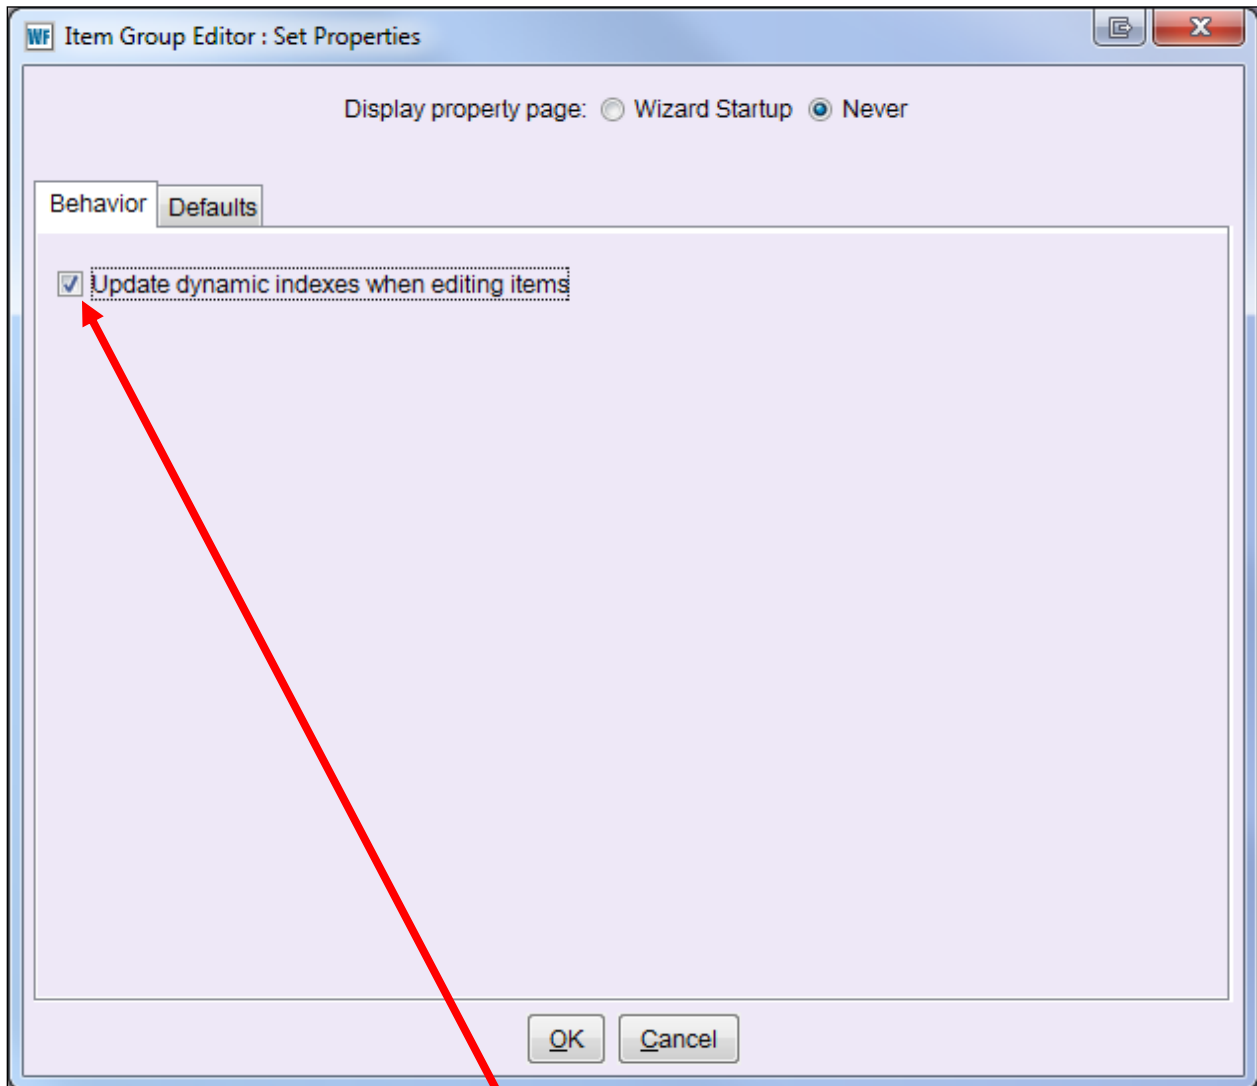 WF Item Group Editor : Set Properties
Display property page: Wizard Startup Never
Behavior Defaults
Update dynamic indexes when editing items
OK Cancel